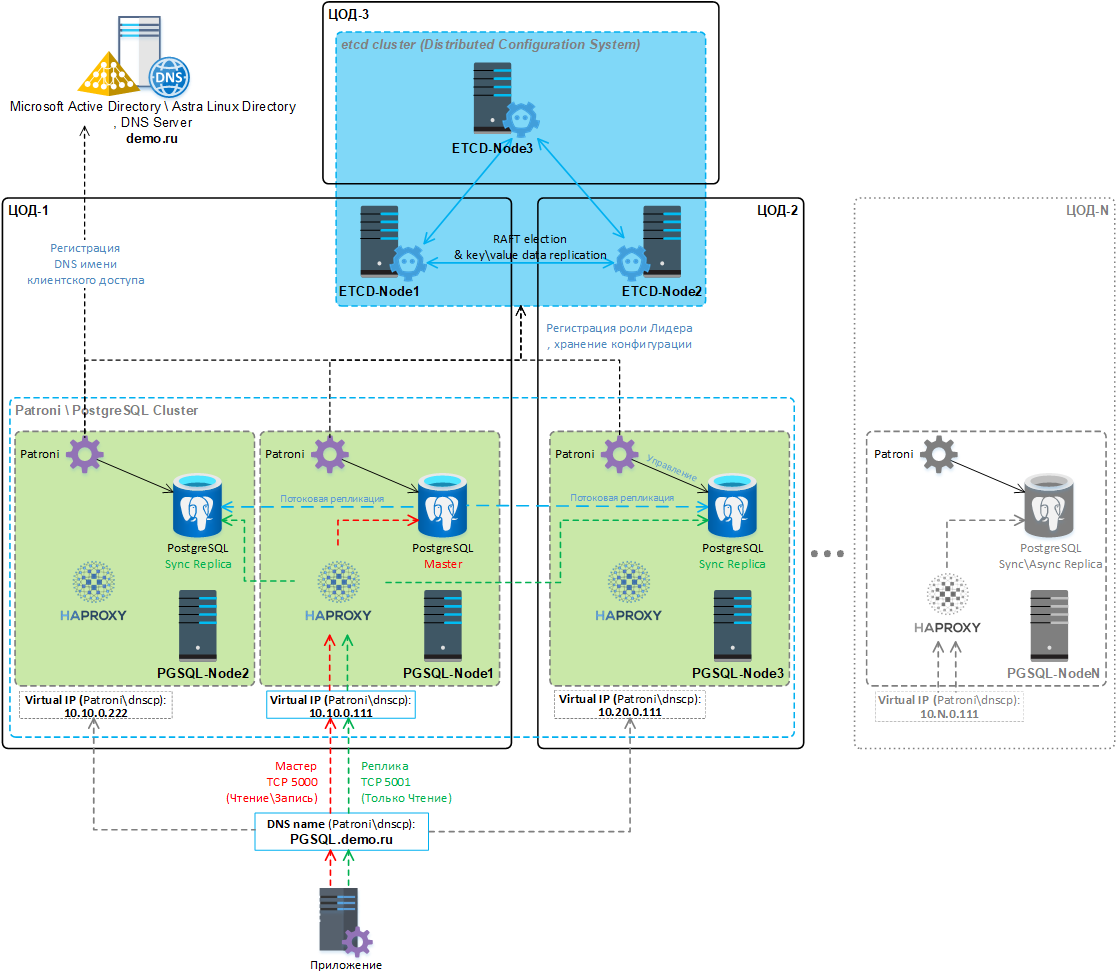 ЦОД-3
etcd cluster (Distributed Configuration System)
ETCD-Node3
DNS
Microsoft Active Directory \ Astra Linux Directory
, DNS Server
demo.ru
ЦОД-1
ЦОД-2
ЦОД-N
RAFT election
& key\value data replication
ETCD-Node1
ETCD-Node2
Регистрация
DNS имени
клиентского доступа
Регистрация роли Лидера
, хранение конфигурации
Patroni \ PostgreSQL Cluster
Patroni
PostgreSQL
Sync Replica
HAPROXY
PGSQL-Node2
Virtual IP (Patroni\dnscp):
10.10.0.222
Patroni
Потоковая репликация
PostgreSQL
Master
HAPROXY
PGSQL-Node1
Virtual IP (Patroni\dnscp):
10.10.0.111
Patroni
Управление
Потоковая репликация
PostgreSQL
Sync Replica
HAPROXY
PGSQL-Node3
Virtual IP (Patroni\dnscp):
10.20.0.111
Patroni
PostgreSQL
Sync\Async Replica
HAPROXY
PGSQL-NodeN
Virtual IP (Patroni\dnscp):
10.N.0.111
Мастер
TCP 5000
(Чтение\Запись)
Реплика
TCP 5001
(Только Чтение)
DNS name (Patroni\dnscp):
PGSQL.demo.ru
Приложение